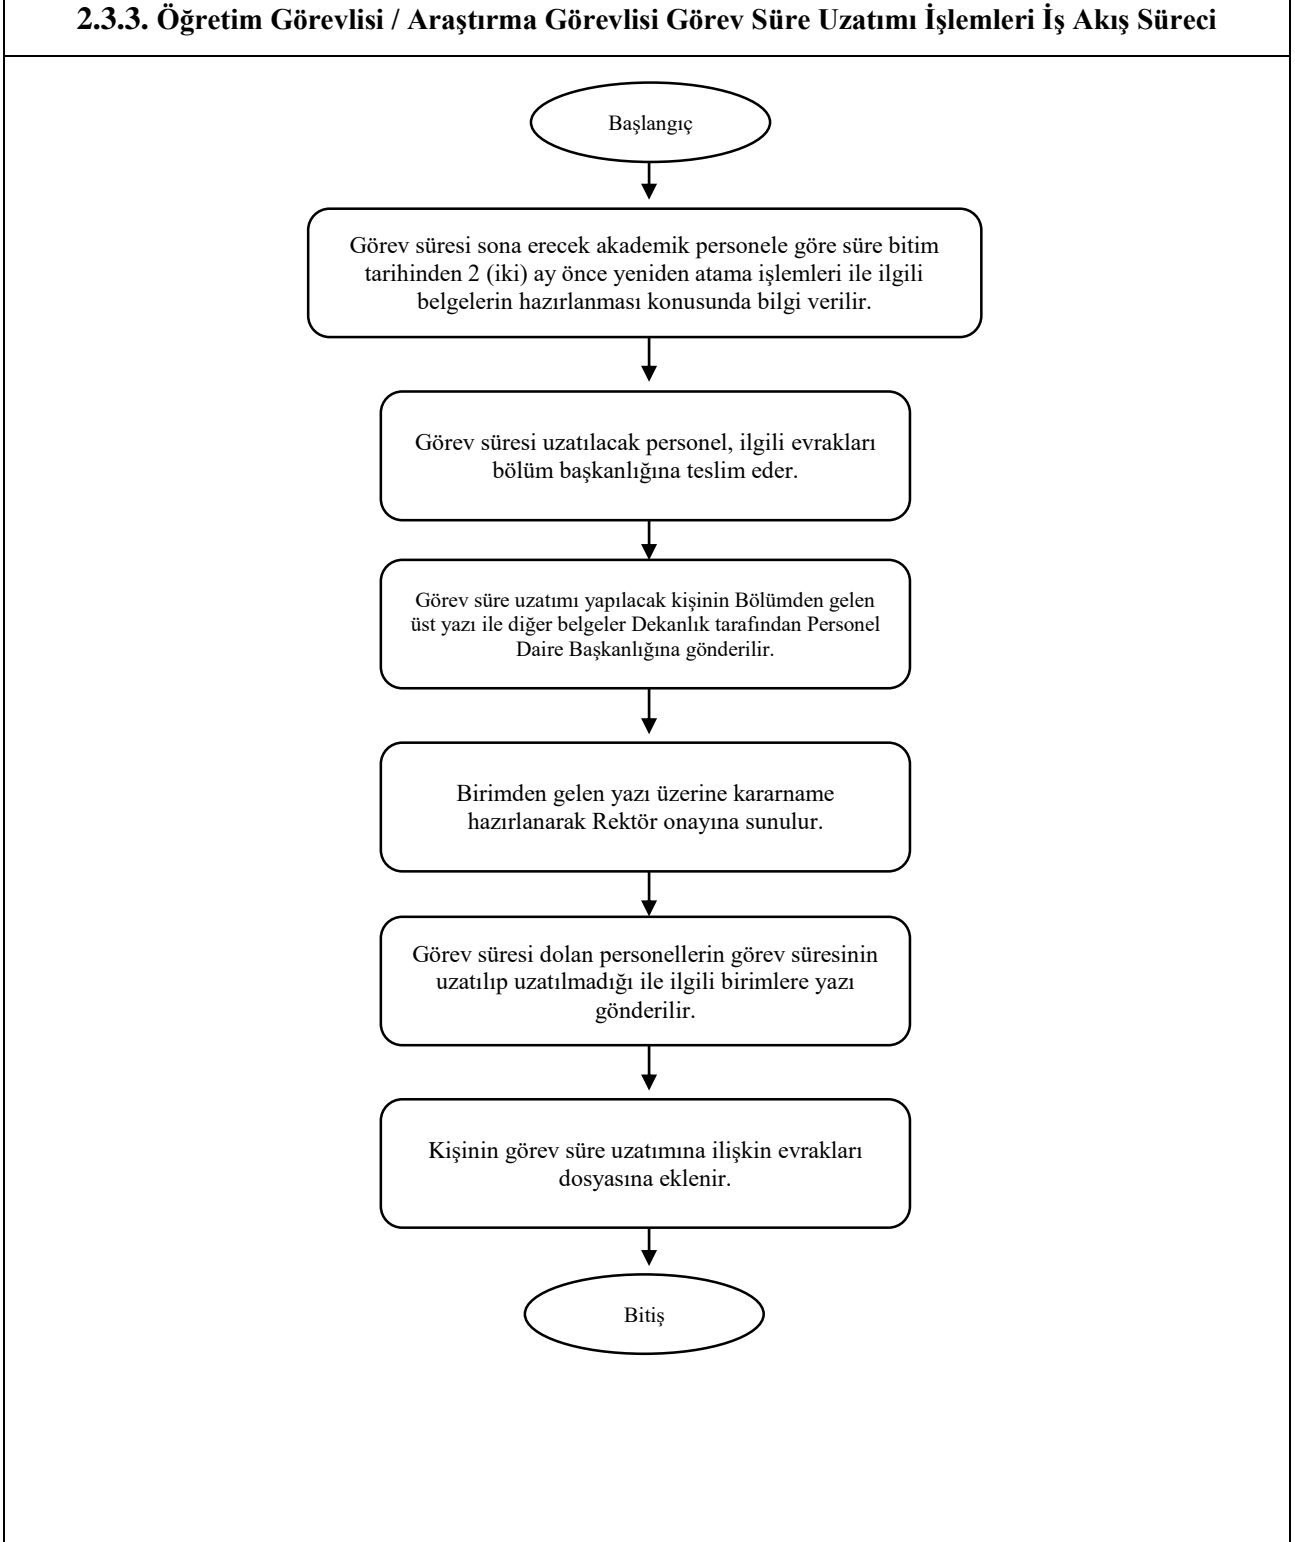 2.3.3. Öğretim Görevlisi / Araştırma Görevlisi Görev Süre Uzatımı İşlemleri İş Akış Süreci
Başlangıç
Görev süresi sona erecek akademik personele göre süre bitim
tarihinden 2 (iki) ay önce yeniden atama işlemleri ile ilgili
belgelerin hazırlanması konusunda bilgi verilir.
Görev süresi uzatılacak personel, ilgili evrakları
bölüm başkanlığına teslim eder.
Görev süre uzatımı yapılacak kişinin Bölümden gelen
üst yazı ile diğer belgeler Dekanlık tarafından Personel
Daire Başkanlığına gönderilir.
Birimden gelen yazı üzerine kararname
hazırlanarak Rektör onayına sunulur.
Görev süresi dolan personellerin görev süresinin
uzatılıp uzatılmadığı ile ilgili birimlere yazı
gönderilir.
Kişinin görev süre uzatımına ilişkin evrakları
dosyasına eklenir.
Bitiş